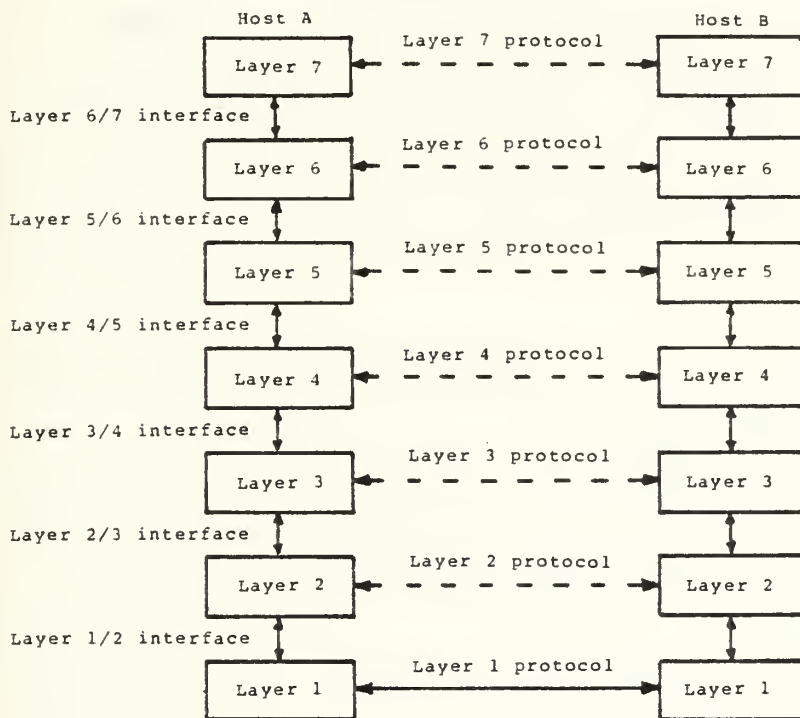 Host A
Host B
Layer 7 protocol
Layer 7
Layer 7
Layer 6/7 interface
Layer 6 protocol
Layer 6
Layer 6
Layer 5/6 interface
Layer 5 protocol
Layer 5
Layer 5
Layer 4/5 interface
Layer 4 protocol
Layer 4
Layer 4
Layer 3/4 interface
Layer 3 protocol
Layer 3
Layer 3
Layer 2/3 interface
Layer 2 protocol
Layer 2
Layer 2
Layer 1/2 interface
Layer 1 protocol
Layer 1
Layer 1